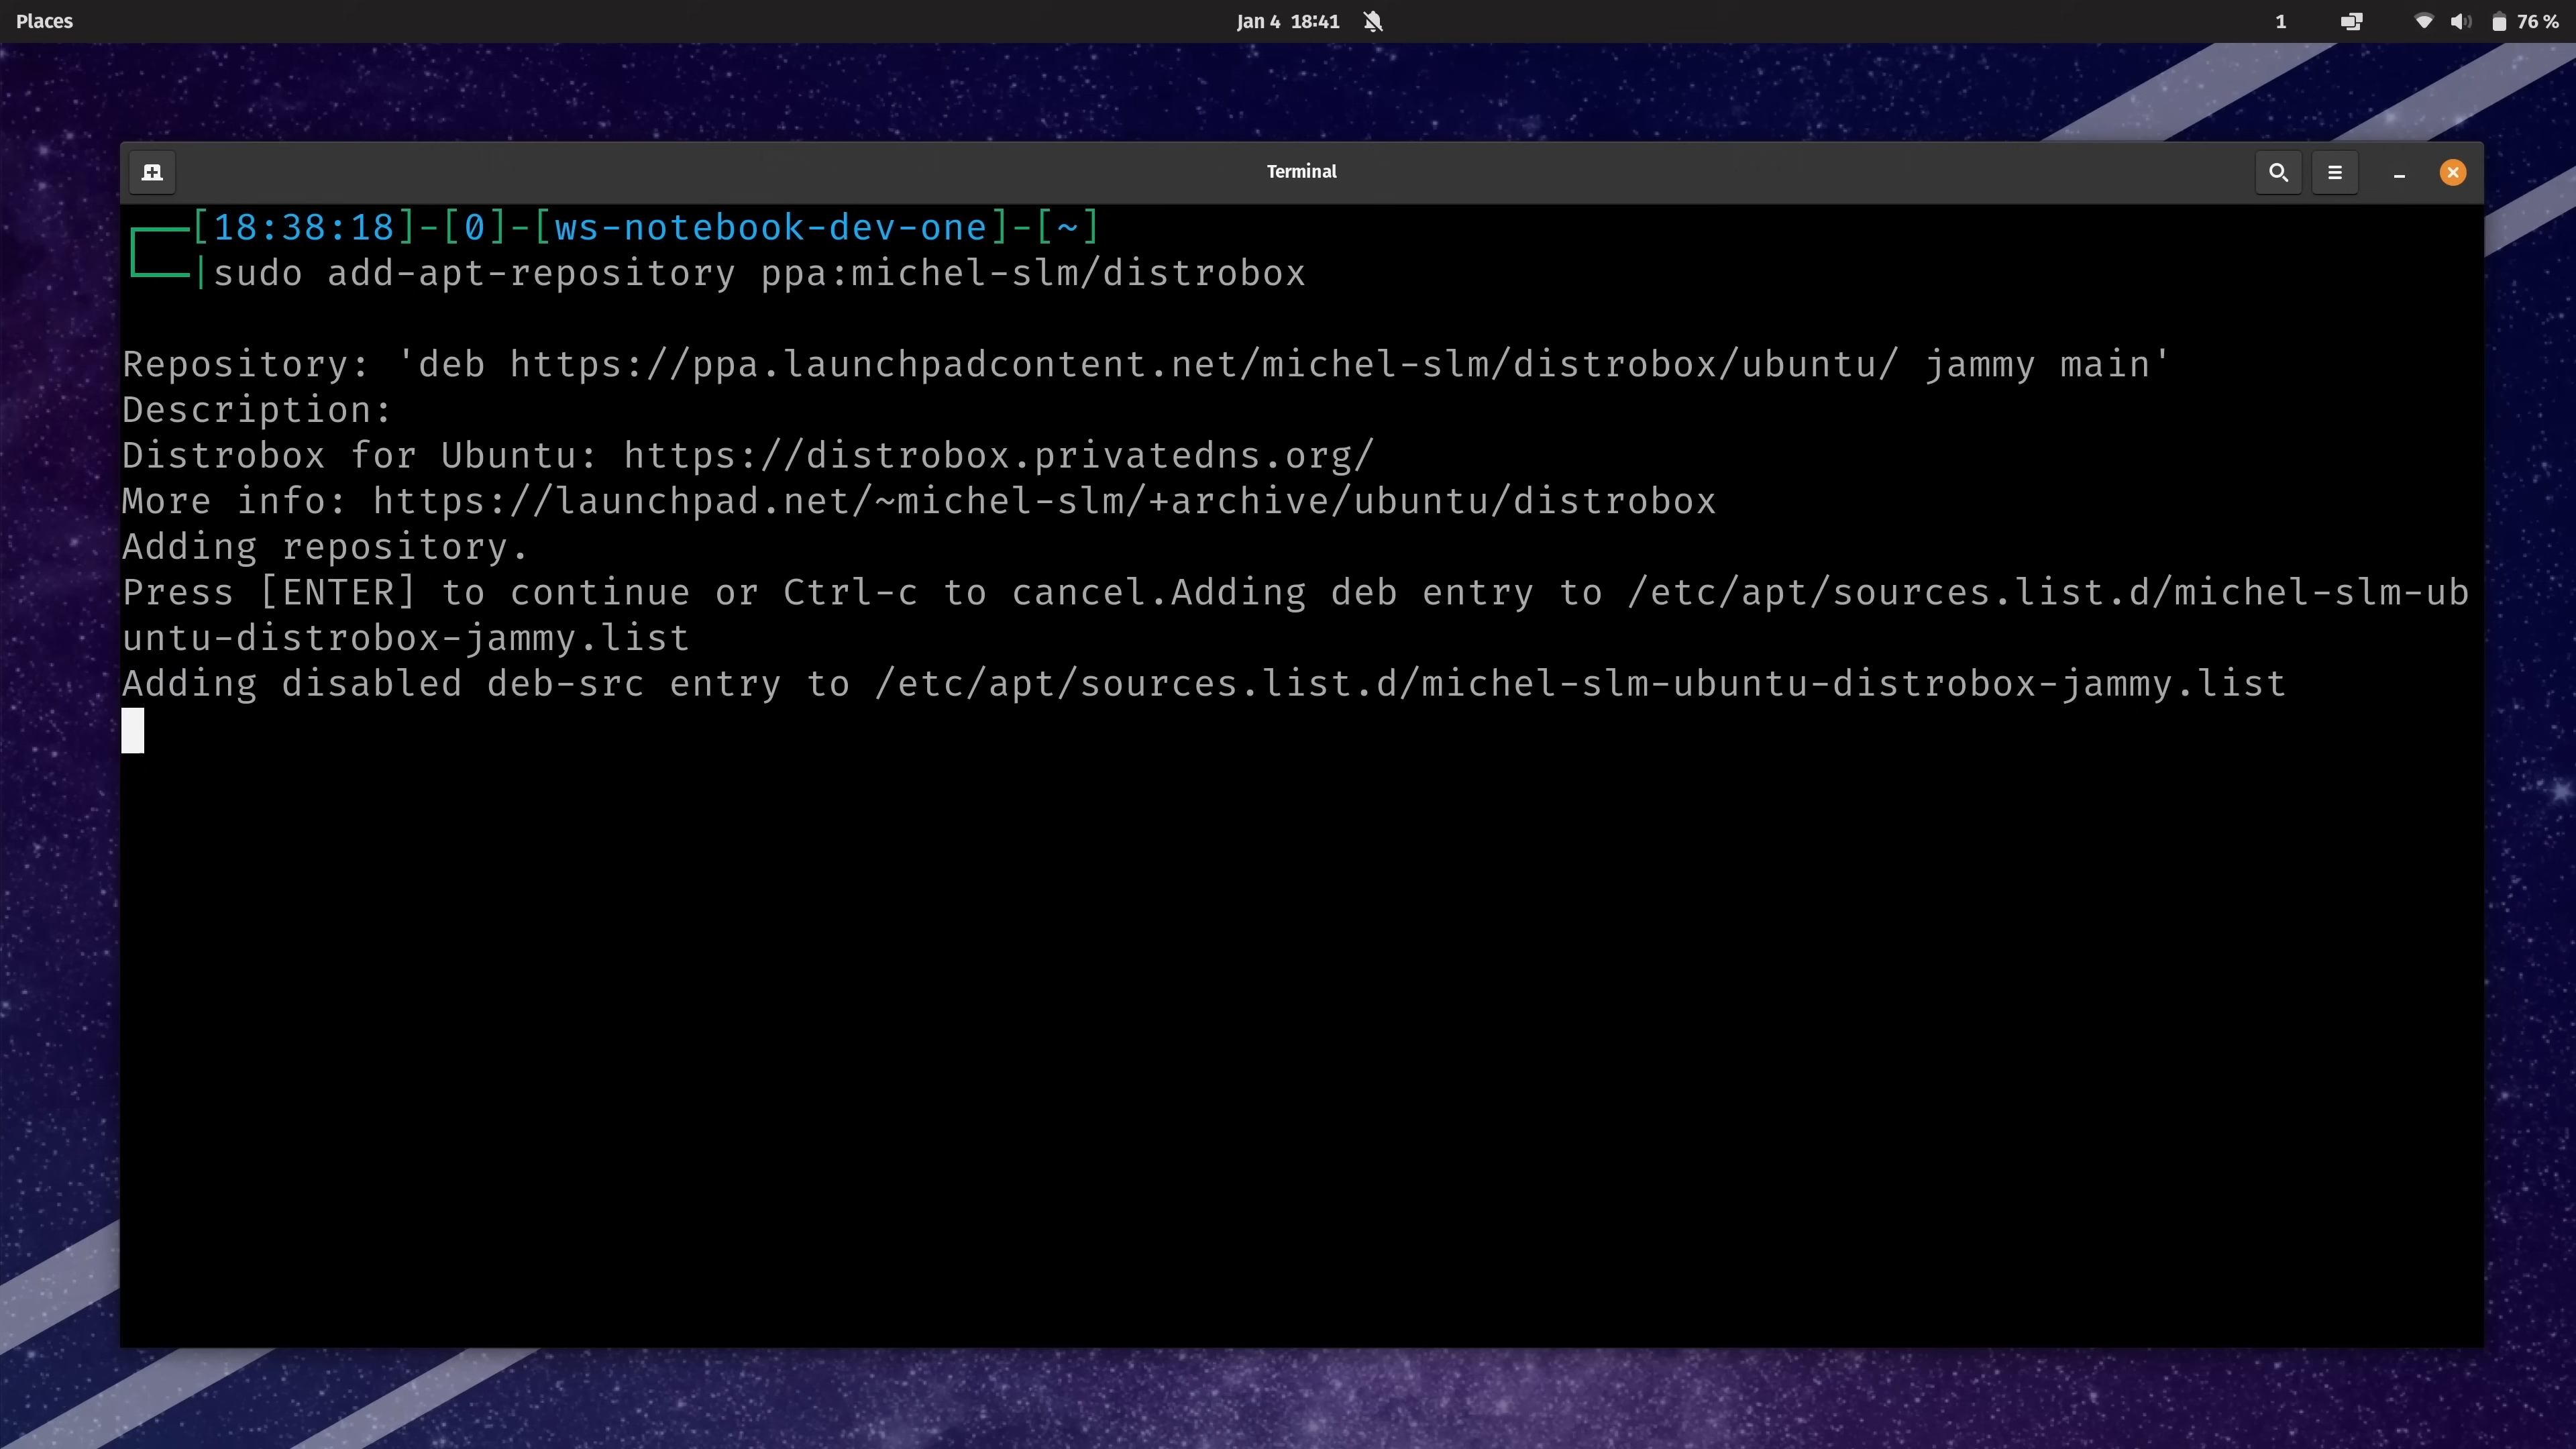 Places
Jan 4 18:41
1
76 %
Terminal
[18:38:18]-[0]-[ws-notebook-dev-one]-[~]
|sudo add-apt-repository ppa:michel-slm/distrobox
Repository: 'deb https://ppa.launchpadcontent.net/michel-slm/distrobox/ubuntu/ jammy main'
Description:
Distrobox for Ubuntu: https://distrobox.privatedns.org/
More info: https://launchpad.net/~michel-slm/+archive/ubuntu/distrobox
Adding repository.
Press [ENTER] to continue or Ctrl-c to cancel.Adding deb entry to /etc/apt/sources.list.d/michel-slm-ub
untu-distrobox-jammy.list
Adding disabled deb-src entry to /etc/apt/sources.list.d/michel-slm-ubuntu-distrobox-jammy.list